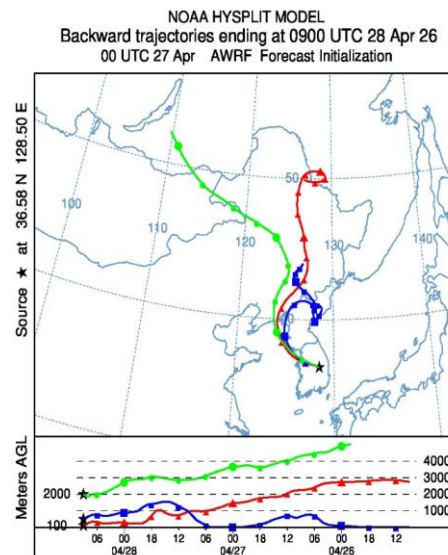 NOAA HYSPLIT MODEL
Backward trajectories ending at 0900 UTC 28 Apr 26
00 UTC 27 Apr AWRF Forecast Initialization
Source ★ at 36.58 N 128.50 E
50
100
110
120
130
140
Meters AGL
2000
100
4000
3000
2000
1000
06 00 18 12 06 00 18 12 06 00 18 12
04/28 04/27 04/26